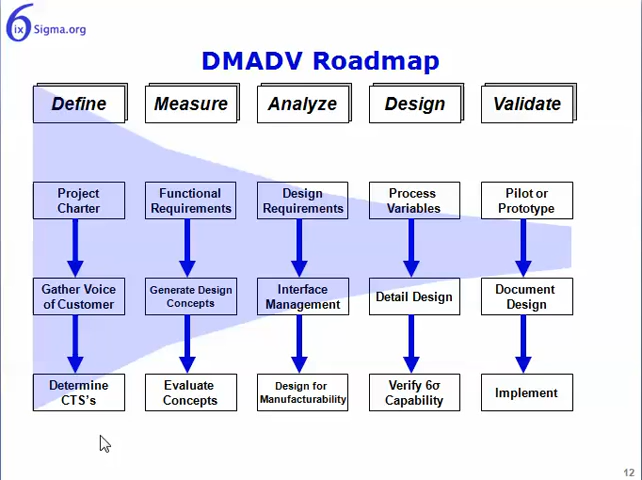 6ix Sigma.org
DMADV Roadmap
Define Measure Analyze Design Validate
Project
Charter
Functional
Requirements
Design
Requirements
Process
Variables
Pilot or
Prototype
Gather Voice
of Customer
Generate Design
Concepts
Interface
Management
Detail Design
Document
Design
Determine
CTS's
Evaluate
Concepts
Design for
Manufacturability
Verify 6σ
Capability
Implement
12